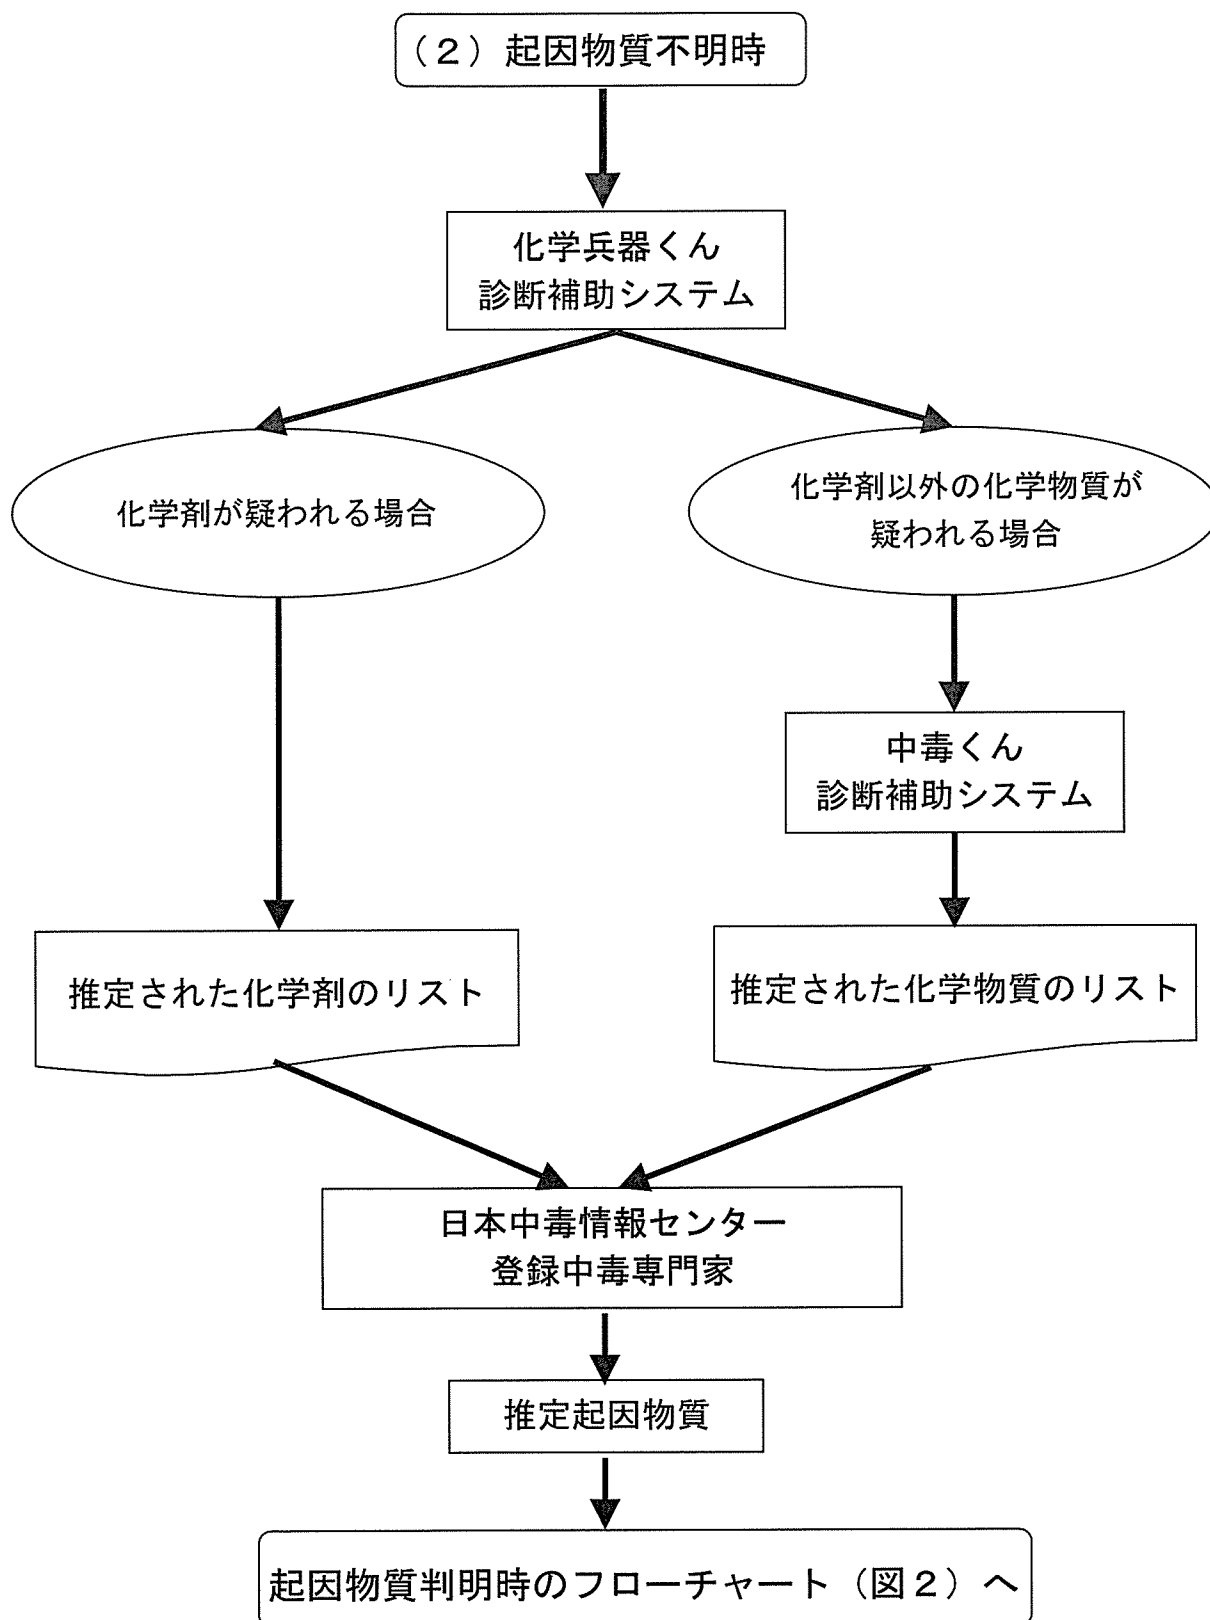 （２）起因物質不明時
化学兵器くん
診断補助システム
化学剤が疑われる場合
化学剤以外の化学物質が
疑われる場合
中毒くん
診断補助システム
推定された化学剤のリスト
推定された化学物質のリスト
日本中毒情報センター
登録中毒専門家
推定起因物質
起因物質判明時のフローチャート（図２）へ